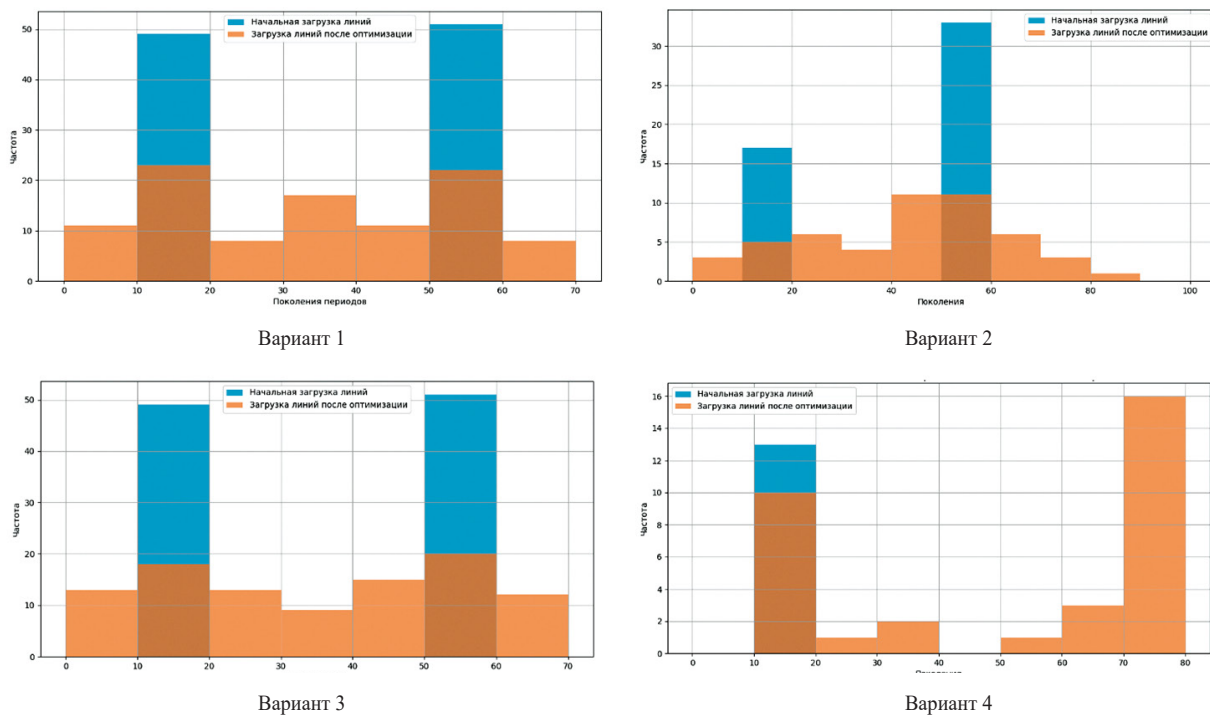 Начальная загрузка линий
Загрузка линий после оптимизации
Частота
50
40
30
20
10
0
0 10 20 30 40 50 60 70
Поколения периодов
Вариант 1
Начальная загрузка линий
Загрузка линий после оптимизации
Частота
30
25
20
15
10
5
0
0 20 40 60 80 100
Поколения
Вариант 2
Начальная загрузка линий
Загрузка линий после оптимизации
Частота
50
40
30
20
10
0
0 10 20 30 40 50 60 70
Вариант 3
Начальная загрузка линий
Загрузка линий после оптимизации
Частота
16
14
12
10
8
6
4
2
0
0 10 20 30 40 50 60 70 80
Вариант 4